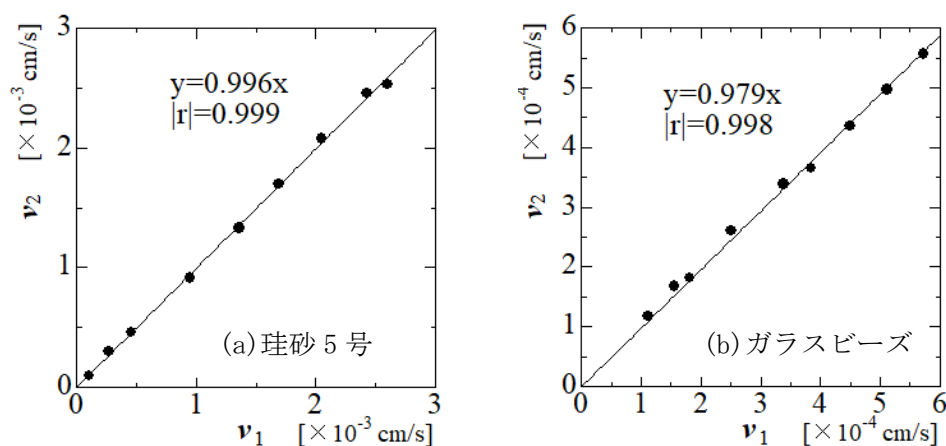 3
2
1
0
v₂ [×10⁻³ cm/s]
y=0.996x
|r|=0.999
(a)珪砂5号
0 1 2 3
v₁ [×10⁻³ cm/s]
6
5
4
3
2
1
0
v₂ [×10⁻⁴ cm/s]
y=0.979x
|r|=0.998
(b)ガラスビーズ
0 1 2 3 4 5 6
v₁ [×10⁻⁴ cm/s]